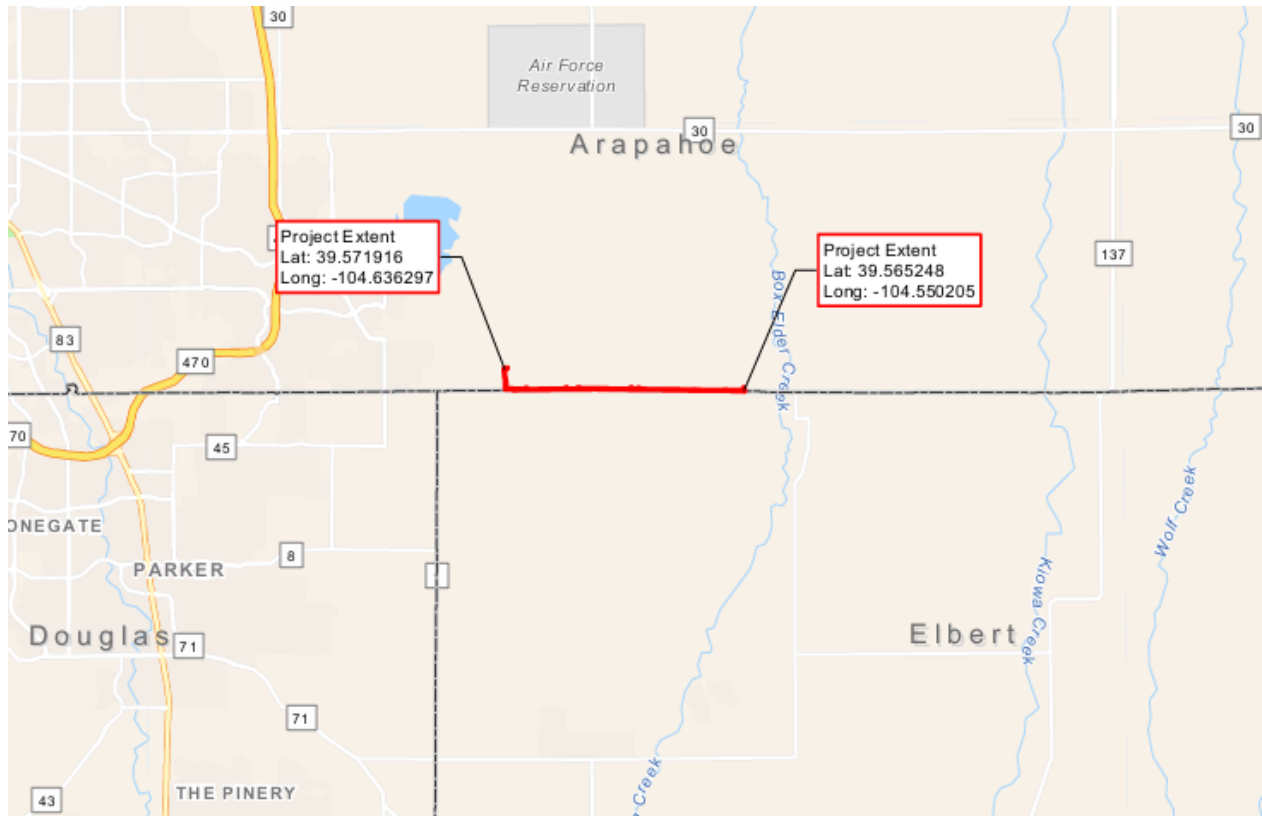 30
Air Force
Reservation
30
30
Arapahoe
Project Extent
Lat: 39.571916
Long: -104.636297
Project Extent
Lat: 39.565248
Long: -104.550205
137
Box Elder Creek
83
470
70
45
ONEGATE
8
PARKER
Kiowa Creek
Wolf Creek
Douglas
71
Elbert
71
Creek
THE PINERY
43